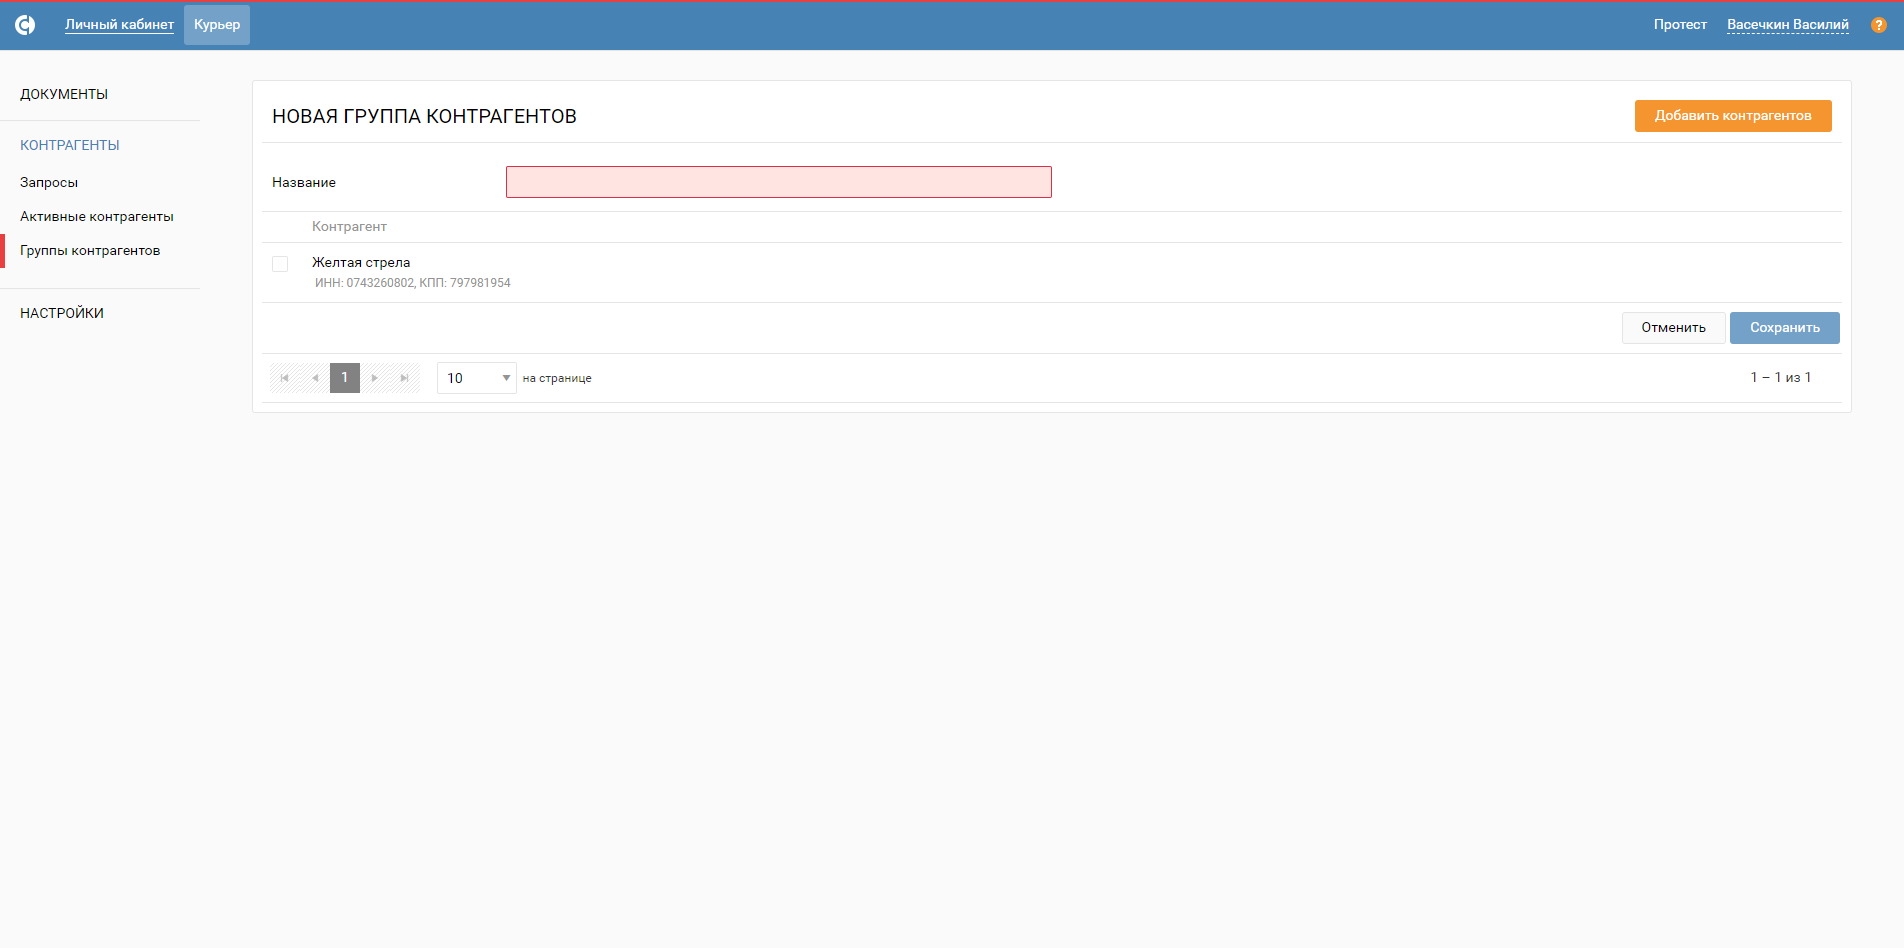 Личный кабинет Курьер Протест Васечкин Василий ?
ДОКУМЕНТЫ
КОНТРАГЕНТЫ
Запросы
Активные контрагенты
Группы контрагентов
НАСТРОЙКИ
НОВАЯ ГРУППА КОНТРАГЕНТОВ Добавить контрагентов
Название
Контрагент
Желтая стрела
ИНН: 0743260802, КПП: 797981954
Отменить Сохранить
1 10 на странице 1 – 1 из 1